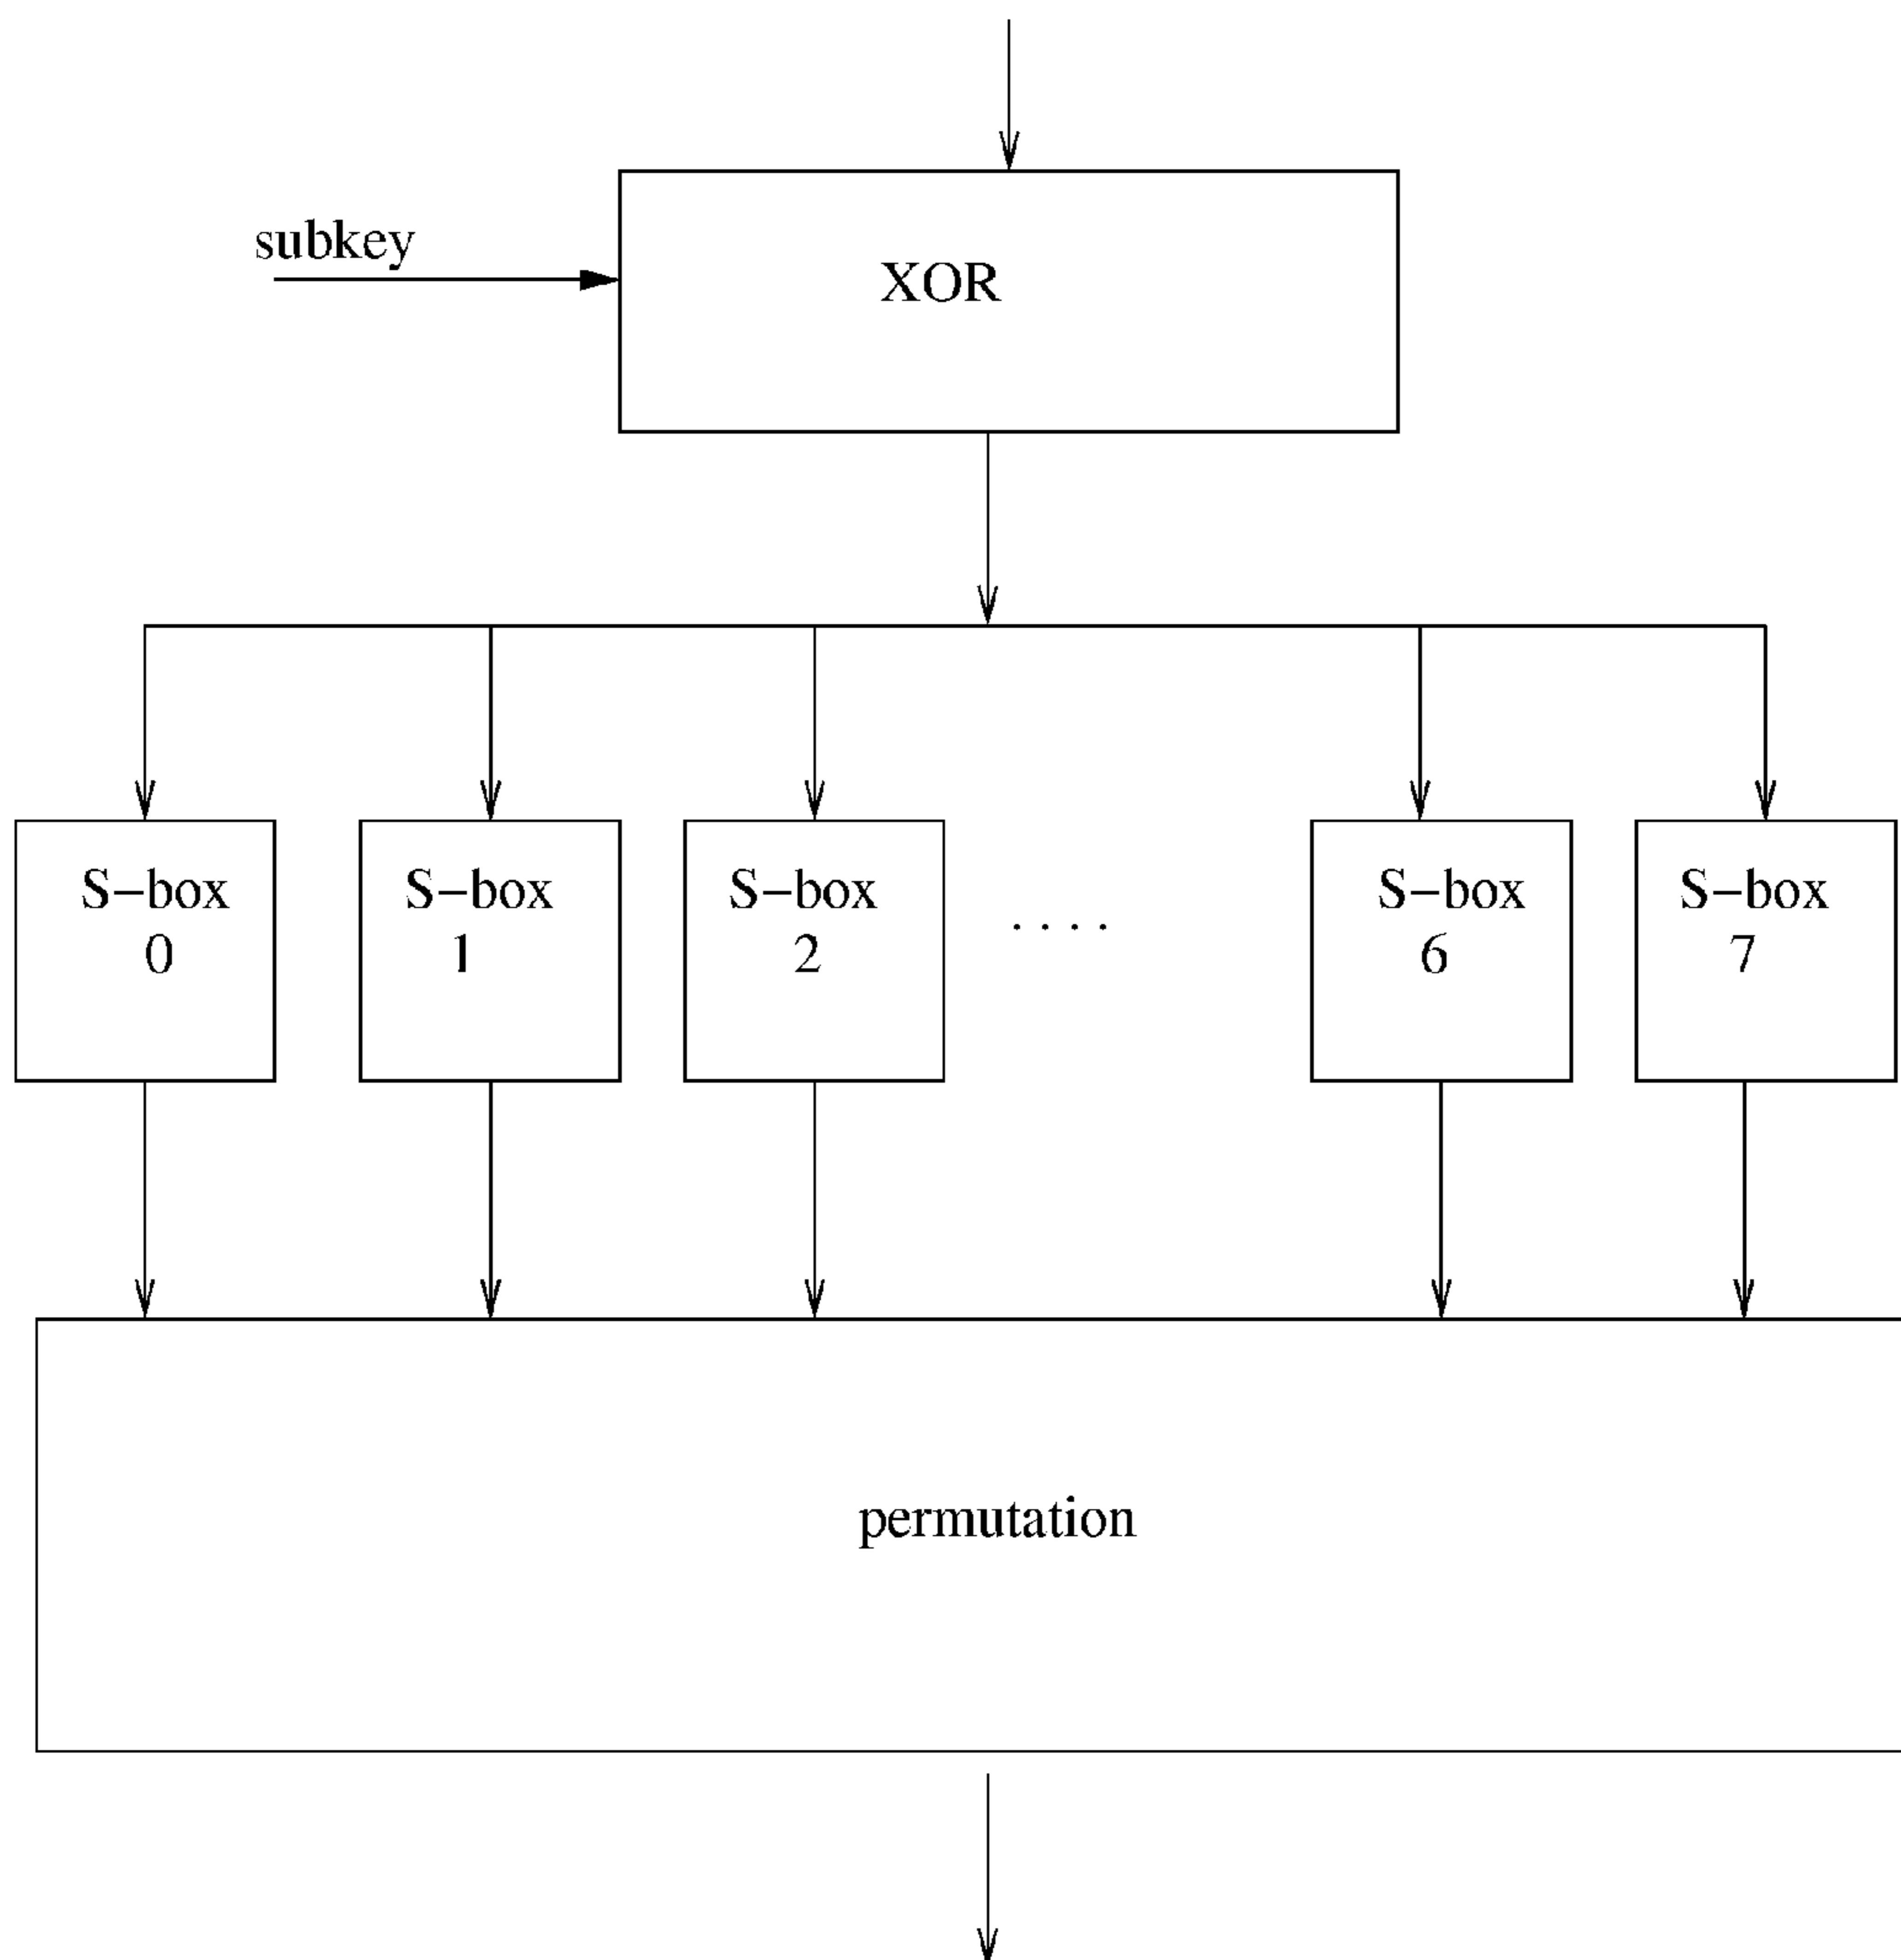 subkey
XOR
S–box
0
S–box
1
S–box
2
. . . .
S–box
6
S–box
7
permutation